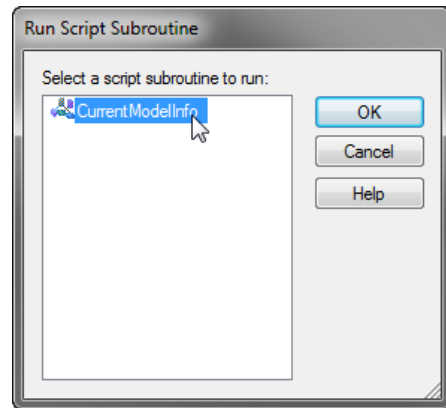 Run Script Subroutine
Select a script subroutine to run:
CurrentModelInfo
OK
Cancel
Help